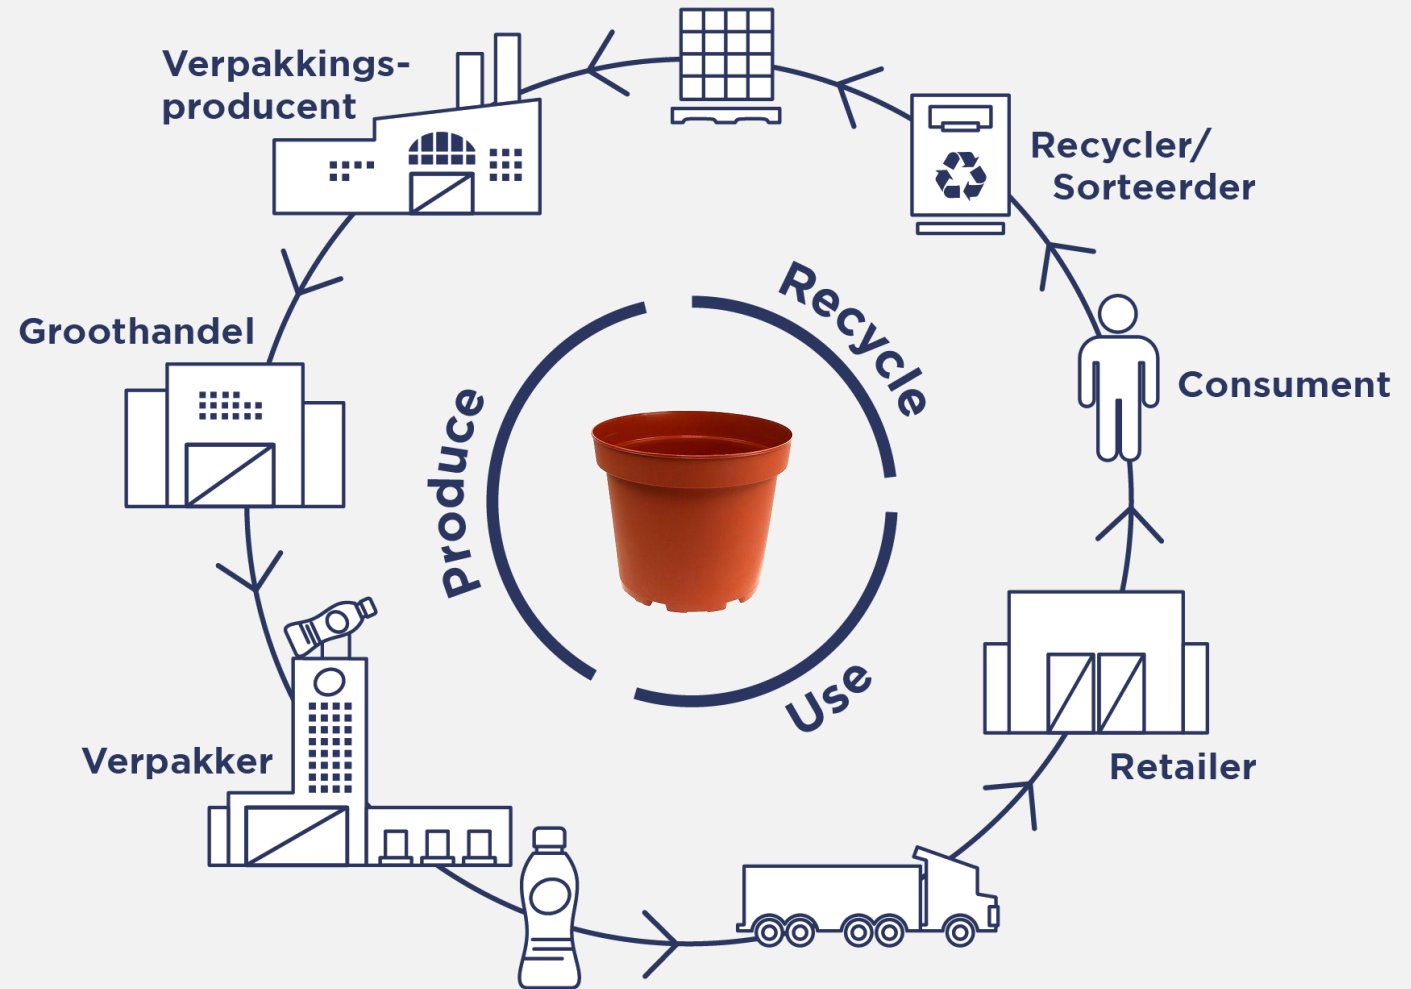 Verpakkings-
producent
Recycler/
Sorteerder
Groothandel
Consument
Recycle
Produce
Use
Verpakker
Retailer